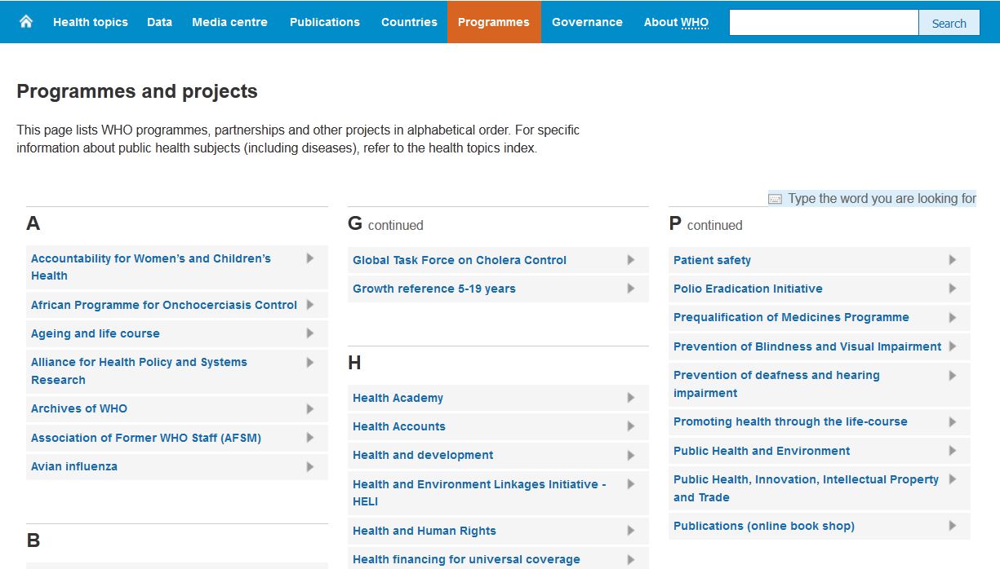 Health topics Data Media centre Publications Countries Programmes Governance About WHO Search
Programmes and projects
This page lists WHO programmes, partnerships and other projects in alphabetical order. For specific
information about public health subjects (including diseases), refer to the health topics index.
Type the word you are looking for
A
Accountability for Women’s and Children’s
Health
African Programme for Onchocerciasis Control
Ageing and life course
Alliance for Health Policy and Systems
Research
Archives of WHO
Association of Former WHO Staff (AFSM)
Avian influenza
B
G continued
Global Task Force on Cholera Control
Growth reference 5-19 years
H
Health Academy
Health Accounts
Health and development
Health and Environment Linkages Initiative -
HELI
Health and Human Rights
Health financing for universal coverage
P continued
Patient safety
Polio Eradication Initiative
Prequalification of Medicines Programme
Prevention of Blindness and Visual Impairment
Prevention of deafness and hearing
impairment
Promoting health through the life-course
Public Health and Environment
Public Health, Innovation, Intellectual Property
and Trade
Publications (online book shop)